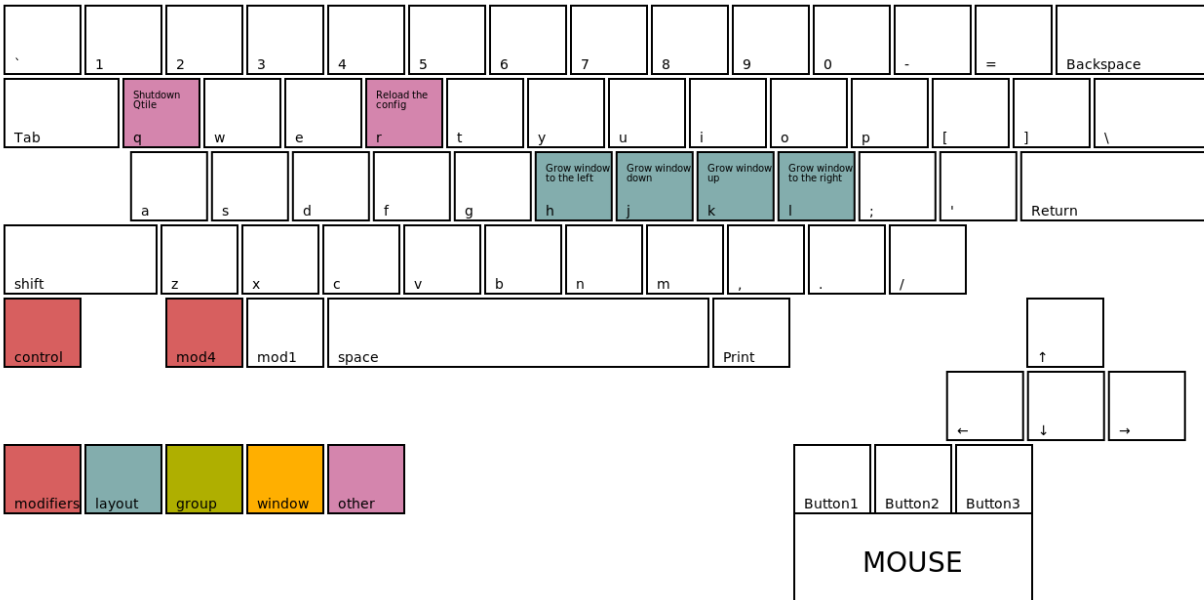 ` 1 2 3 4 5 6 7 8 9 0 - = Backspace
Shutdown Reload the
Qtile config
Tab q w e r t y u i o p [ ] \
Grow window Grow window Grow window Grow window
to the left down up to the right
a s d f g h j k l ; ' Return
shift z x c v b n m , . /
control mod4 mod1 space Print ↑
← ↓ →
modifiers layout group window other Button1 Button2 Button3
MOUSE